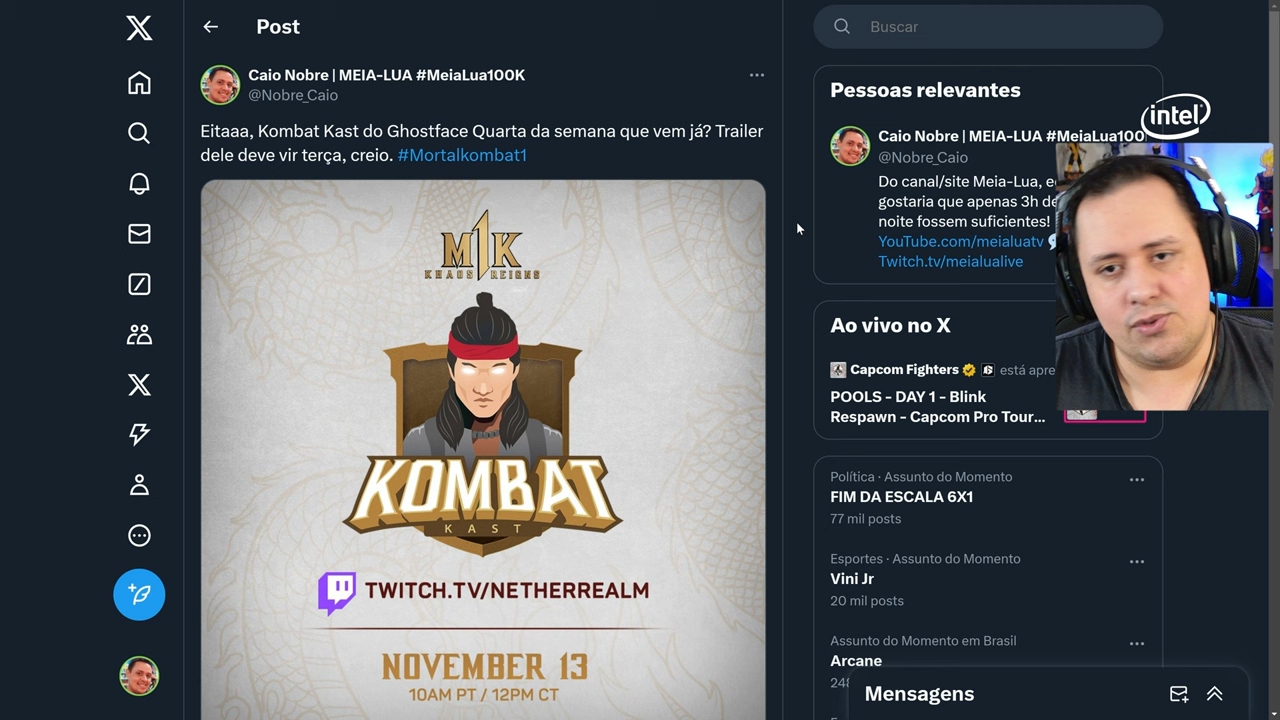 Post
Caio Nobre | MEIA-LUA #MeiaLua100K
@Nobre_Caio
Eitaaa, Kombat Kast do Ghostface Quarta da semana que vem já? Trailer
dele deve vir terça, creio. #Mortalkombat1
M1K
KHAOS REIGNS
KOMBAT
KAST
TWITCH.TV/NETHERREALM
NOVEMBER 13
10AM PT / 12PM CT
Buscar
Pessoas relevantes
intel
Caio Nobre | MEIA-LUA #MeiaLua100
@Nobre_Caio
Do canal/site Meia-Lua,
gostaria que apenas 3h
noite fossem suficientes!
YouTube.com/meialuatv
Twitch.tv/meialualive
Ao vivo no X
Capcom Fighters está
POOLS - DAY 1 - Blink
Respawn - Capcom Pro Tour...
Política · Assunto do Momento
FIM DA ESCALA 6X1
77 mil posts
Esportes · Assunto do Momento
Vini Jr
20 mil posts
Assunto do Momento em Brasil
Arcane
Mensagens